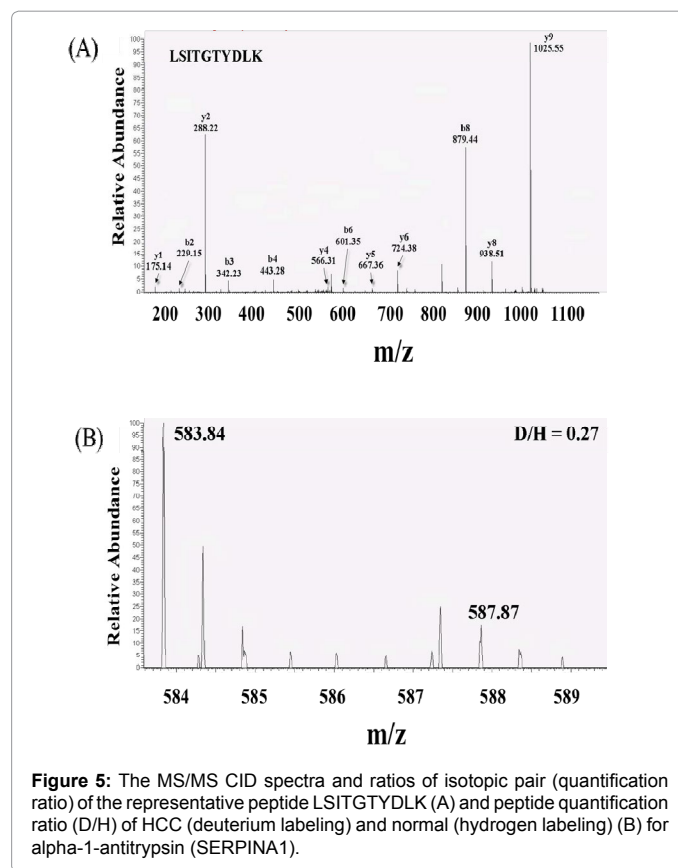 (A)
LSITGTYDLK
Relative Abundance
100
95
90
85
80
75
70
65
60
55
50
45
40
35
30
25
20
15
10
5
0
y1
175.14
b2
229.15
y2
288.22
b3
342.23
b4
443.28
y4
566.31
b6
601.35
y5
667.36
y6
724.38
b8
879.44
y8
938.51
y9
1025.55
200 300 400 500 600 700 800 900 1000 1100
m/z
(B)
583.84
D/H = 0.27
Relative Abundance
100
95
90
85
80
75
70
65
60
55
50
45
40
35
30
25
20
15
10
5
0
587.87
584 585 586 587 588 589
m/z
Figure 5: The MS/MS CID spectra and ratios of isotopic pair (quantification
ratio) of the representative peptide LSITGTYDLK (A) and peptide quantification
ratio (D/H) of HCC (deuterium labeling) and normal (hydrogen labeling) (B) for
alpha-1-antitrypsin (SERPINA1).